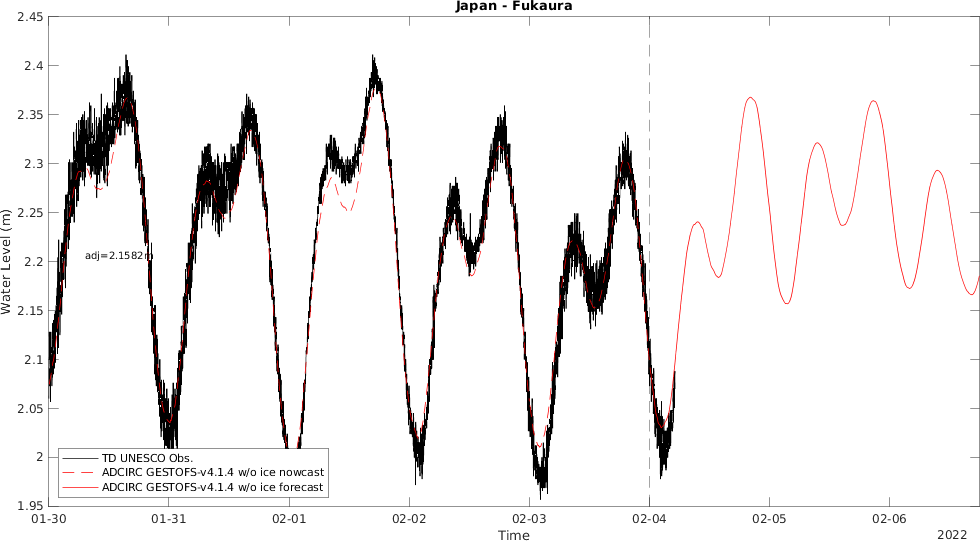 Japan - Fukaura
2.45
2.4
2.35
2.3
2.25
2.2
2.15
2.1
2.05
2
1.95
Water Level (m)
adj=2.1582m
TD UNESCO Obs.
ADCIRC GESTOFS-v4.1.4 w/o ice nowcast
ADCIRC GESTOFS-v4.1.4 w/o ice forecast
01-30 01-31 02-01 02-02 02-03 02-04 02-05 02-06
Time
2022